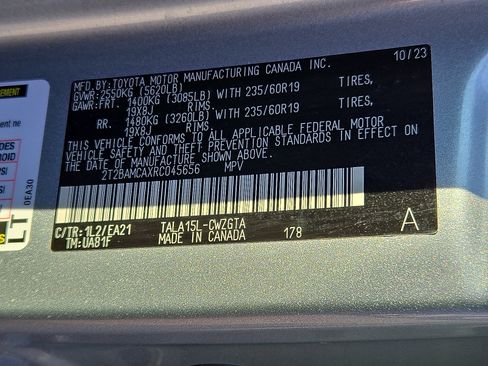 MFD.BY: TOYOTA MOTOR MANUFACTURING CANADA INC. 10/23
GVWR: 2550KG (5620LB)
GAWR: FRT. 1400KG (3085LB) WITH 235/60R19 TIRES,
19X8J RIMS,
RR. 1480KG (3260LB) WITH 235/60R19 TIRES,
19X8J RIMS,
THIS VEHICLE CONFORMS TO ALL APPLICABLE FEDERAL MOTOR
VEHICLE SAFETY AND THEFT PREVENTION STANDARDS IN EFFECT ON
THE DATE OF MANUFACTURE SHOWN ABOVE.
2T2BAMCAXRC045656 MPV
C/TR: 1L2/EA21 TALA15L-CWZGTA A
TM: UA81F MADE IN CANADA 178
0EA30